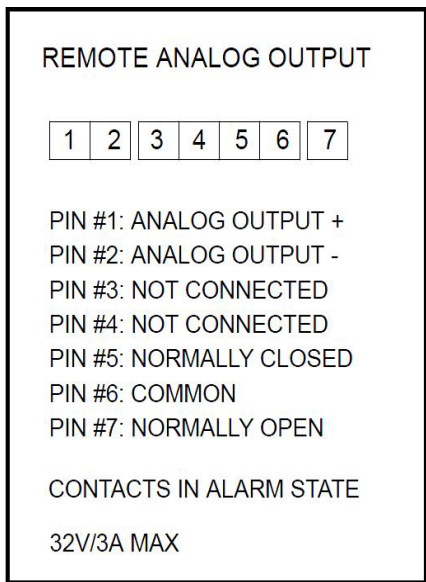 REMOTE ANALOG OUTPUT
1 2 3 4 5 6 7
PIN #1: ANALOG OUTPUT +
PIN #2: ANALOG OUTPUT -
PIN #3: NOT CONNECTED
PIN #4: NOT CONNECTED
PIN #5: NORMALLY CLOSED
PIN #6: COMMON
PIN #7: NORMALLY OPEN
CONTACTS IN ALARM STATE
32V/3A MAX